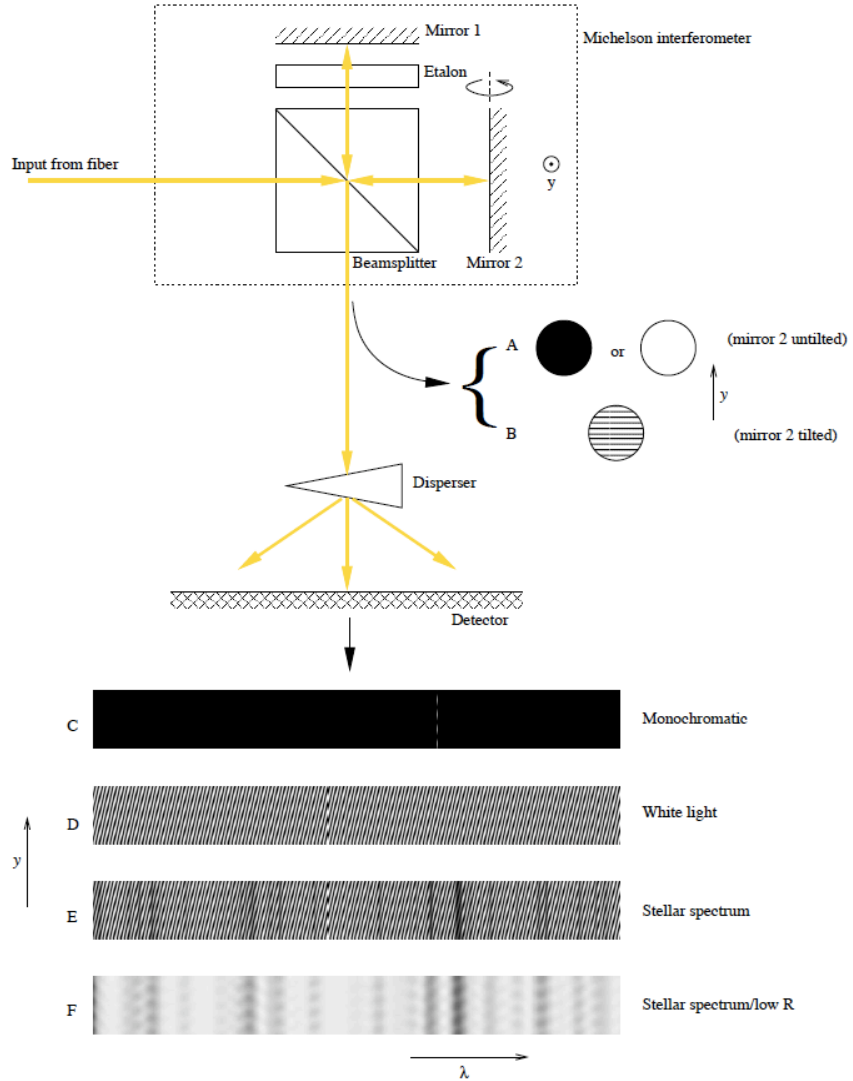 Mirror 1
Michelson interferometer
Etalon
Input from fiber
y
Beamsplitter
Mirror 2
A
or
(mirror 2 untilted)
y
B
(mirror 2 tilted)
Disperser
Detector
C
Monochromatic
D
White light
y
E
Stellar spectrum
F
Stellar spectrum/low R
λ